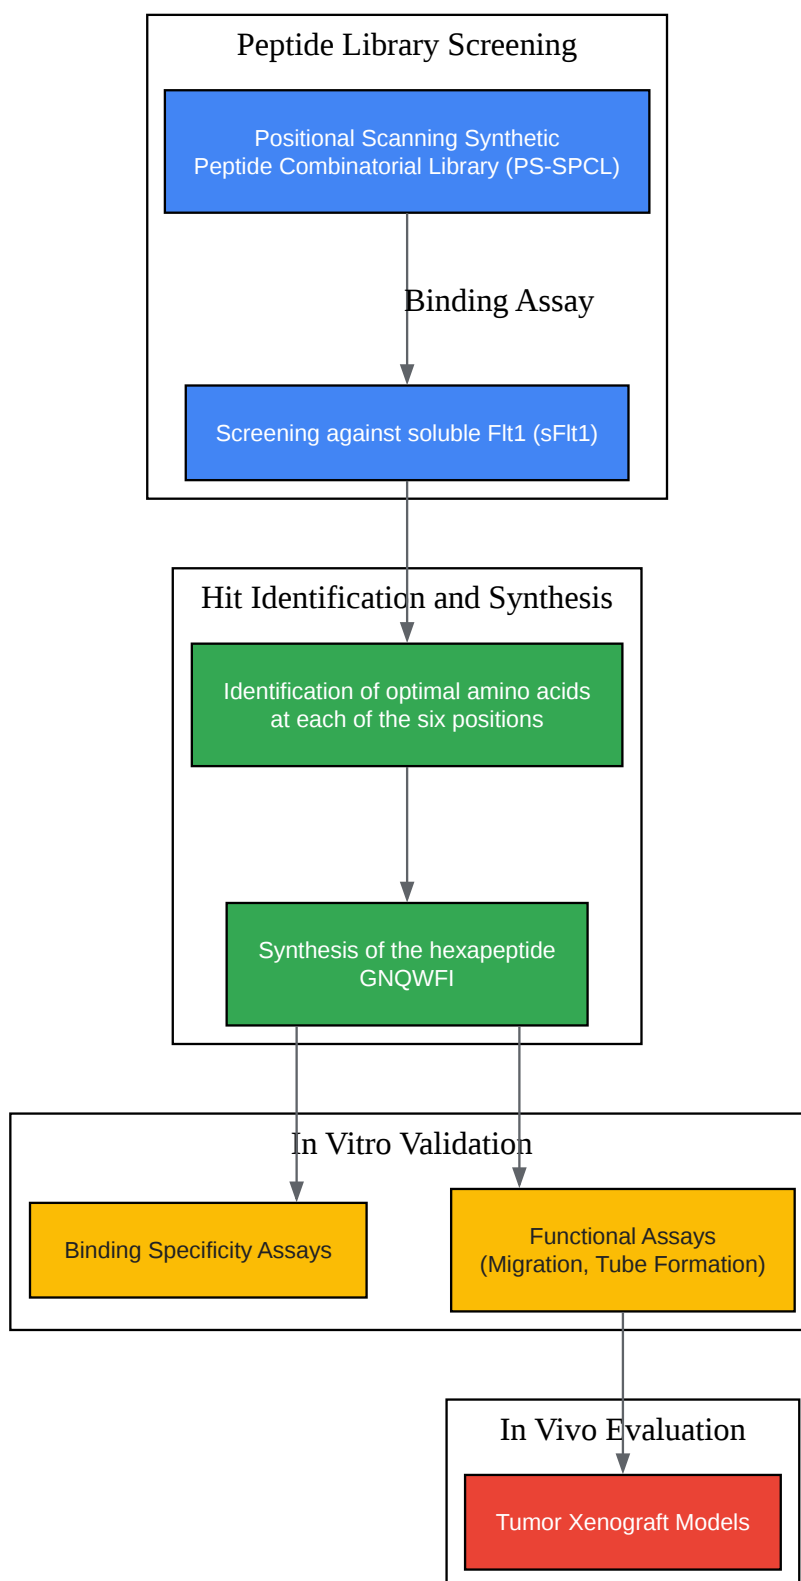 Peptide Library Screening
Positional Scanning Synthetic
Peptide Combinatorial Library (PS-SPCL)
Binding Assay
Screening against soluble Flt1 (sFlt1)
Hit Identification and Synthesis
Identification of optimal amino acids
at each of the six positions
Synthesis of the hexapeptide
GNQWFI
In Vitro Validation
Binding Specificity Assays
Functional Assays
(Migration, Tube Formation)
In Vivo Evaluation
Tumor Xenograft Models